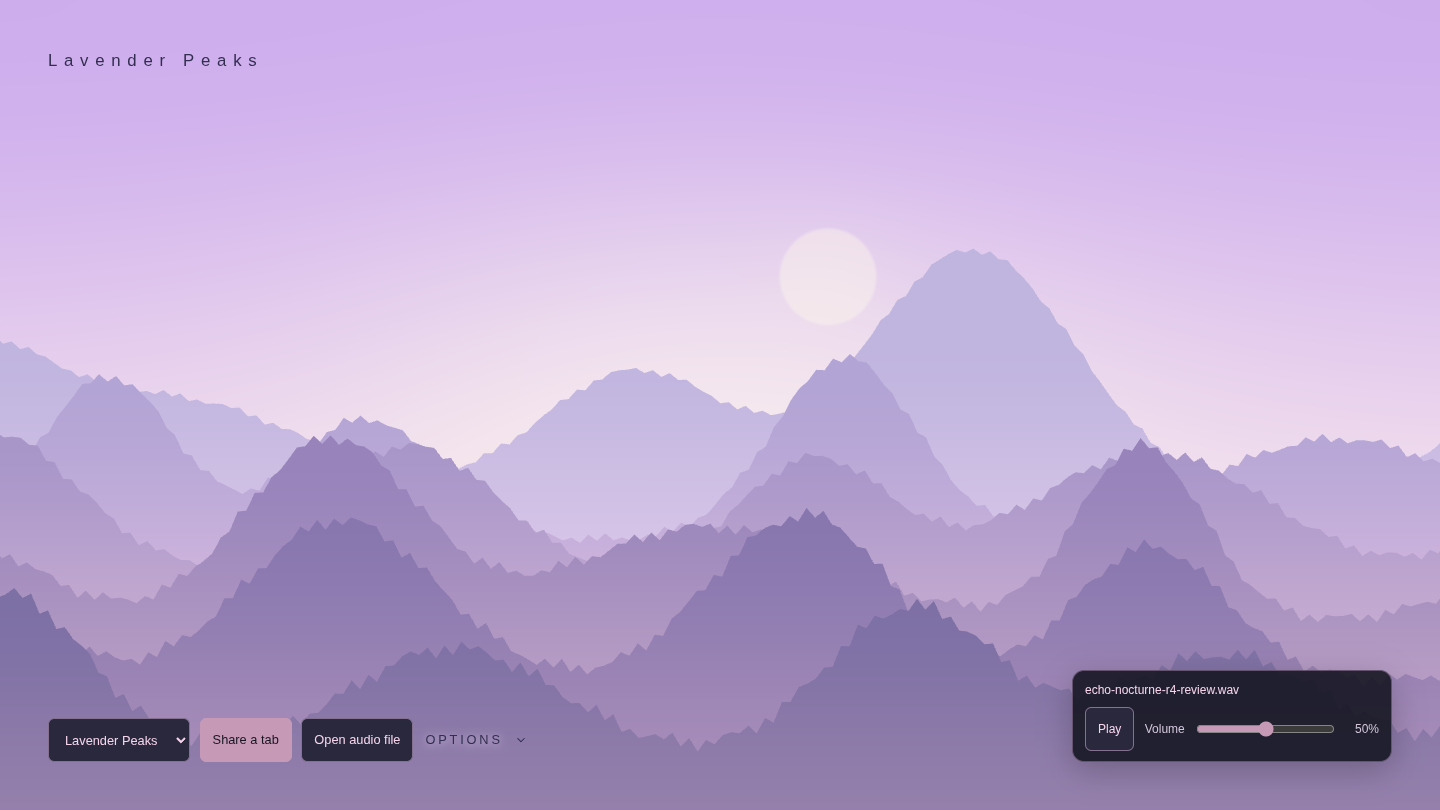 Lavender Peaks
echo-nocturne-r4-review.wav
Play Volume 50%
Lavender Peaks Share a tab Open audio file OPTIONS